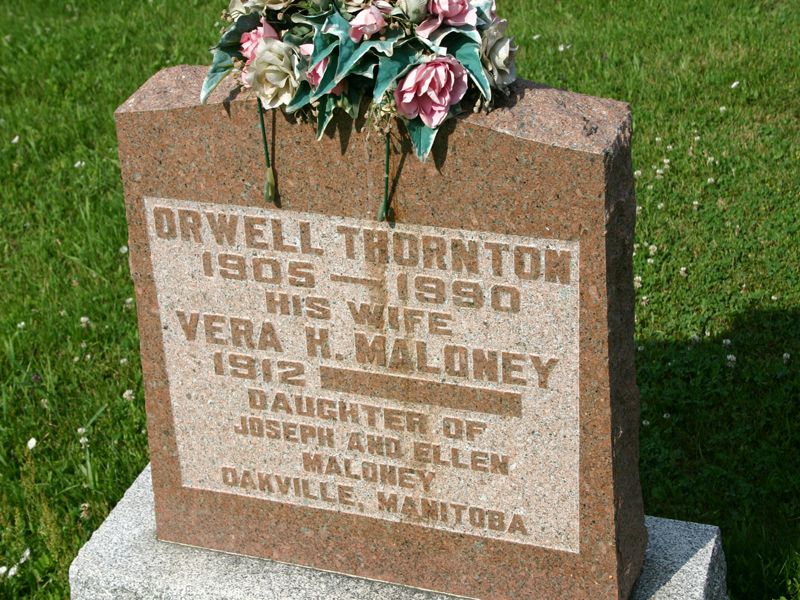 ORWELL THORNTON
1905 — 1990
HIS WIFE
VERA H. MALONEY
1912
DAUGHTER OF
JOSEPH AND ELLEN
MALONEY
OAKVILLE, MANITOBA